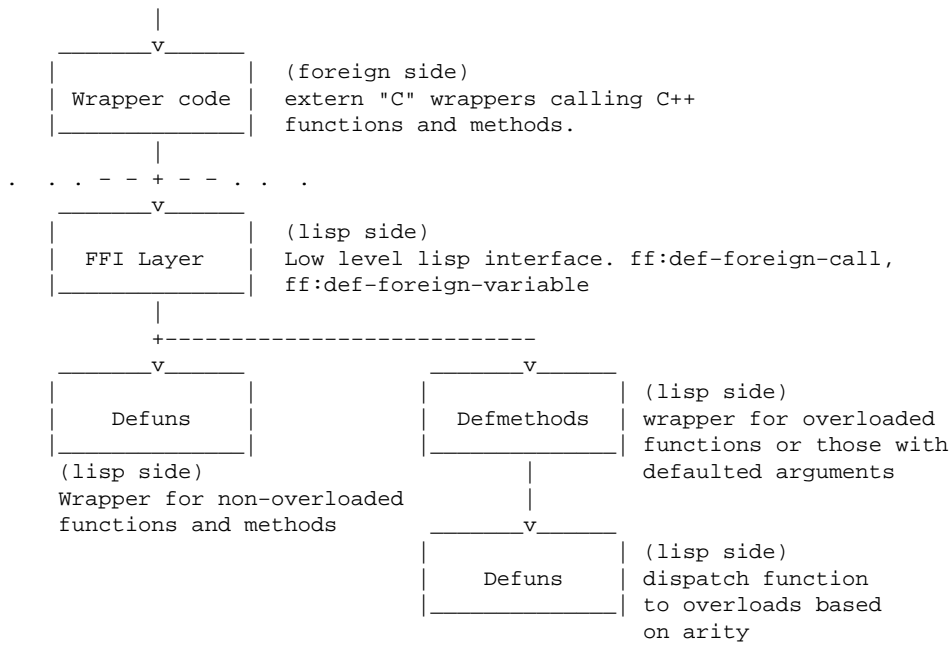 (foreign side)
Wrapper code
extern "C" wrappers calling C++
functions and methods.
(lisp side)
FFI Layer
Low level lisp interface. ff:def-foreign-call,
ff:def-foreign-variable
Defuns
(lisp side)
Wrapper for non-overloaded
functions and methods
Defmethods
(lisp side)
wrapper for overloaded
functions or those with
defaulted arguments
Defuns
(lisp side)
dispatch function
to overloads based
on arity